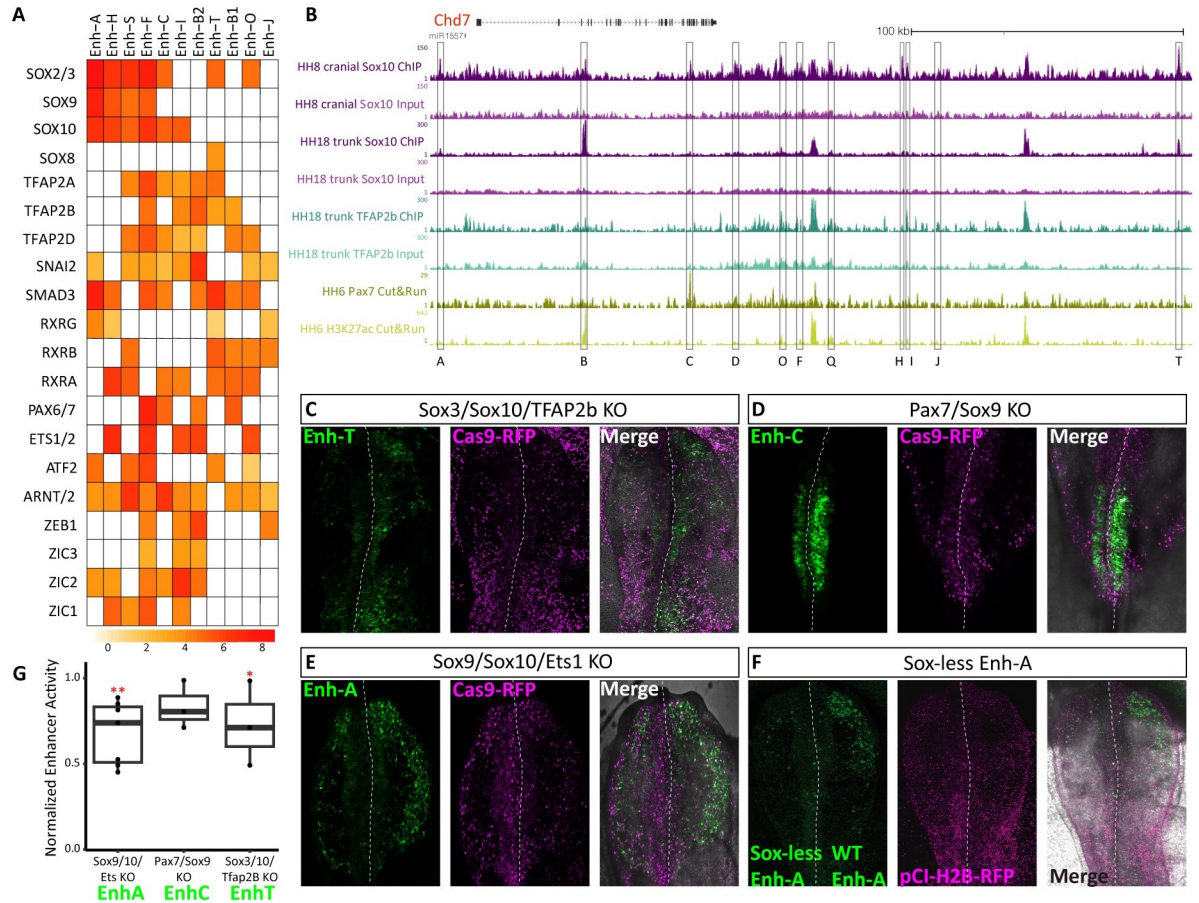 A
Enh–A Enh–H Enh–S Enh–F Enh–C Enh–I Enh–B2 Enh–T Enh–B1 Enh–O Enh–J
SOX2/3
SOX9
SOX10
SOX8
TFAP2A
TFAP2B
TFAP2D
SNAI2
SMAD3
RXRG
RXRB
RXRA
PAX6/7
ETS1/2
ATF2
ARNT/2
ZEB1
ZIC3
ZIC2
ZIC1
0 2 4 6 8
B
Chd7
miR1557
100 kb
150
HH8 cranial Sox10 ChIP
1
150
HH8 cranial Sox10 Input
1
300
HH18 trunk Sox10 ChIP
1
300
HH18 trunk Sox10 Input
1
300
HH18 trunk TFAP2b ChIP
1
300
HH18 trunk TFAP2b Input
1
29
HH6 Pax7 Cut&Run
1
642
HH6 H3K27ac Cut&Run
1
A B C D O F Q H I J T
C Sox3/Sox10/TFAP2b KO
Enh-T Cas9-RFP Merge
D Pax7/Sox9 KO
Enh-C Cas9-RFP Merge
E Sox9/Sox10/Ets1 KO
Enh-A Cas9-RFP Merge
F Sox-less Enh-A
Sox-less WT
Enh-A Enh-A pCI-H2B-RFP Merge
G
Normalized Enhancer Activity
1.0
0.5
0.0
** *
Sox9/10/ Pax7/Sox9 Sox3/10/
Ets KO KO Tfap2B KO
EnhA EnhC EnhT